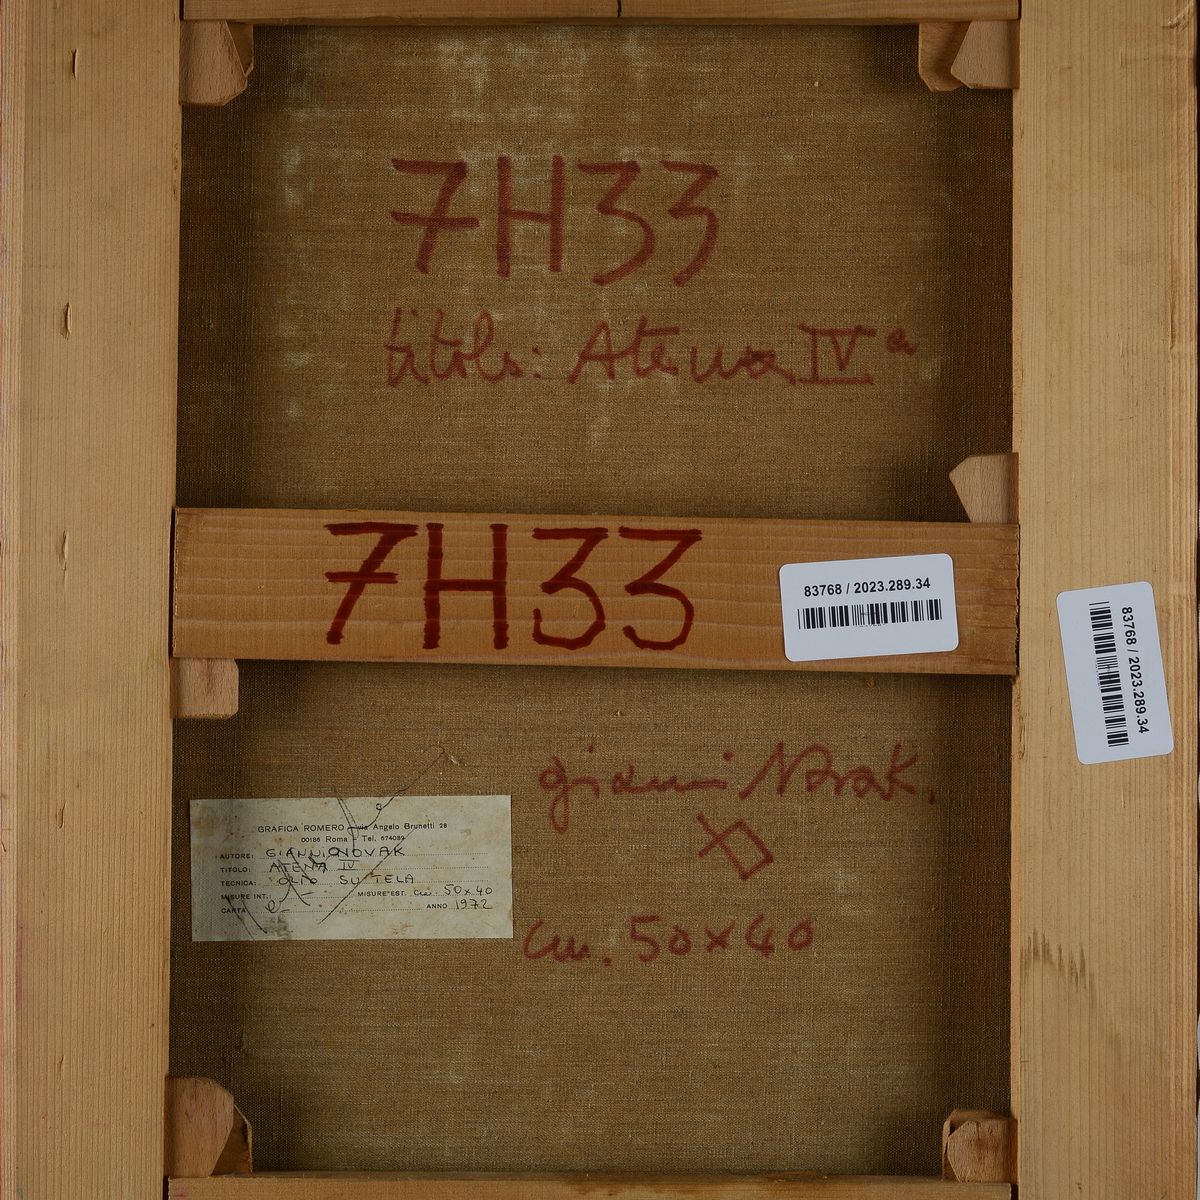 7H33
titolo: Atena IVa
7H33
83768 / 2023.289.34
83768 / 2023.289.34
gianni Novak.
cm. 50x40
GRAFICA ROMERO - via Angelo Brunetti 28
00186 Roma - Tel. 674089
AUTORE: GIANNI NOVAK
TITOLO: ATENA IV
TECNICA: OLIO SU TELA
MISURE INT. - MISURE EST. cm. 50x40
CARTA ANNO 1972